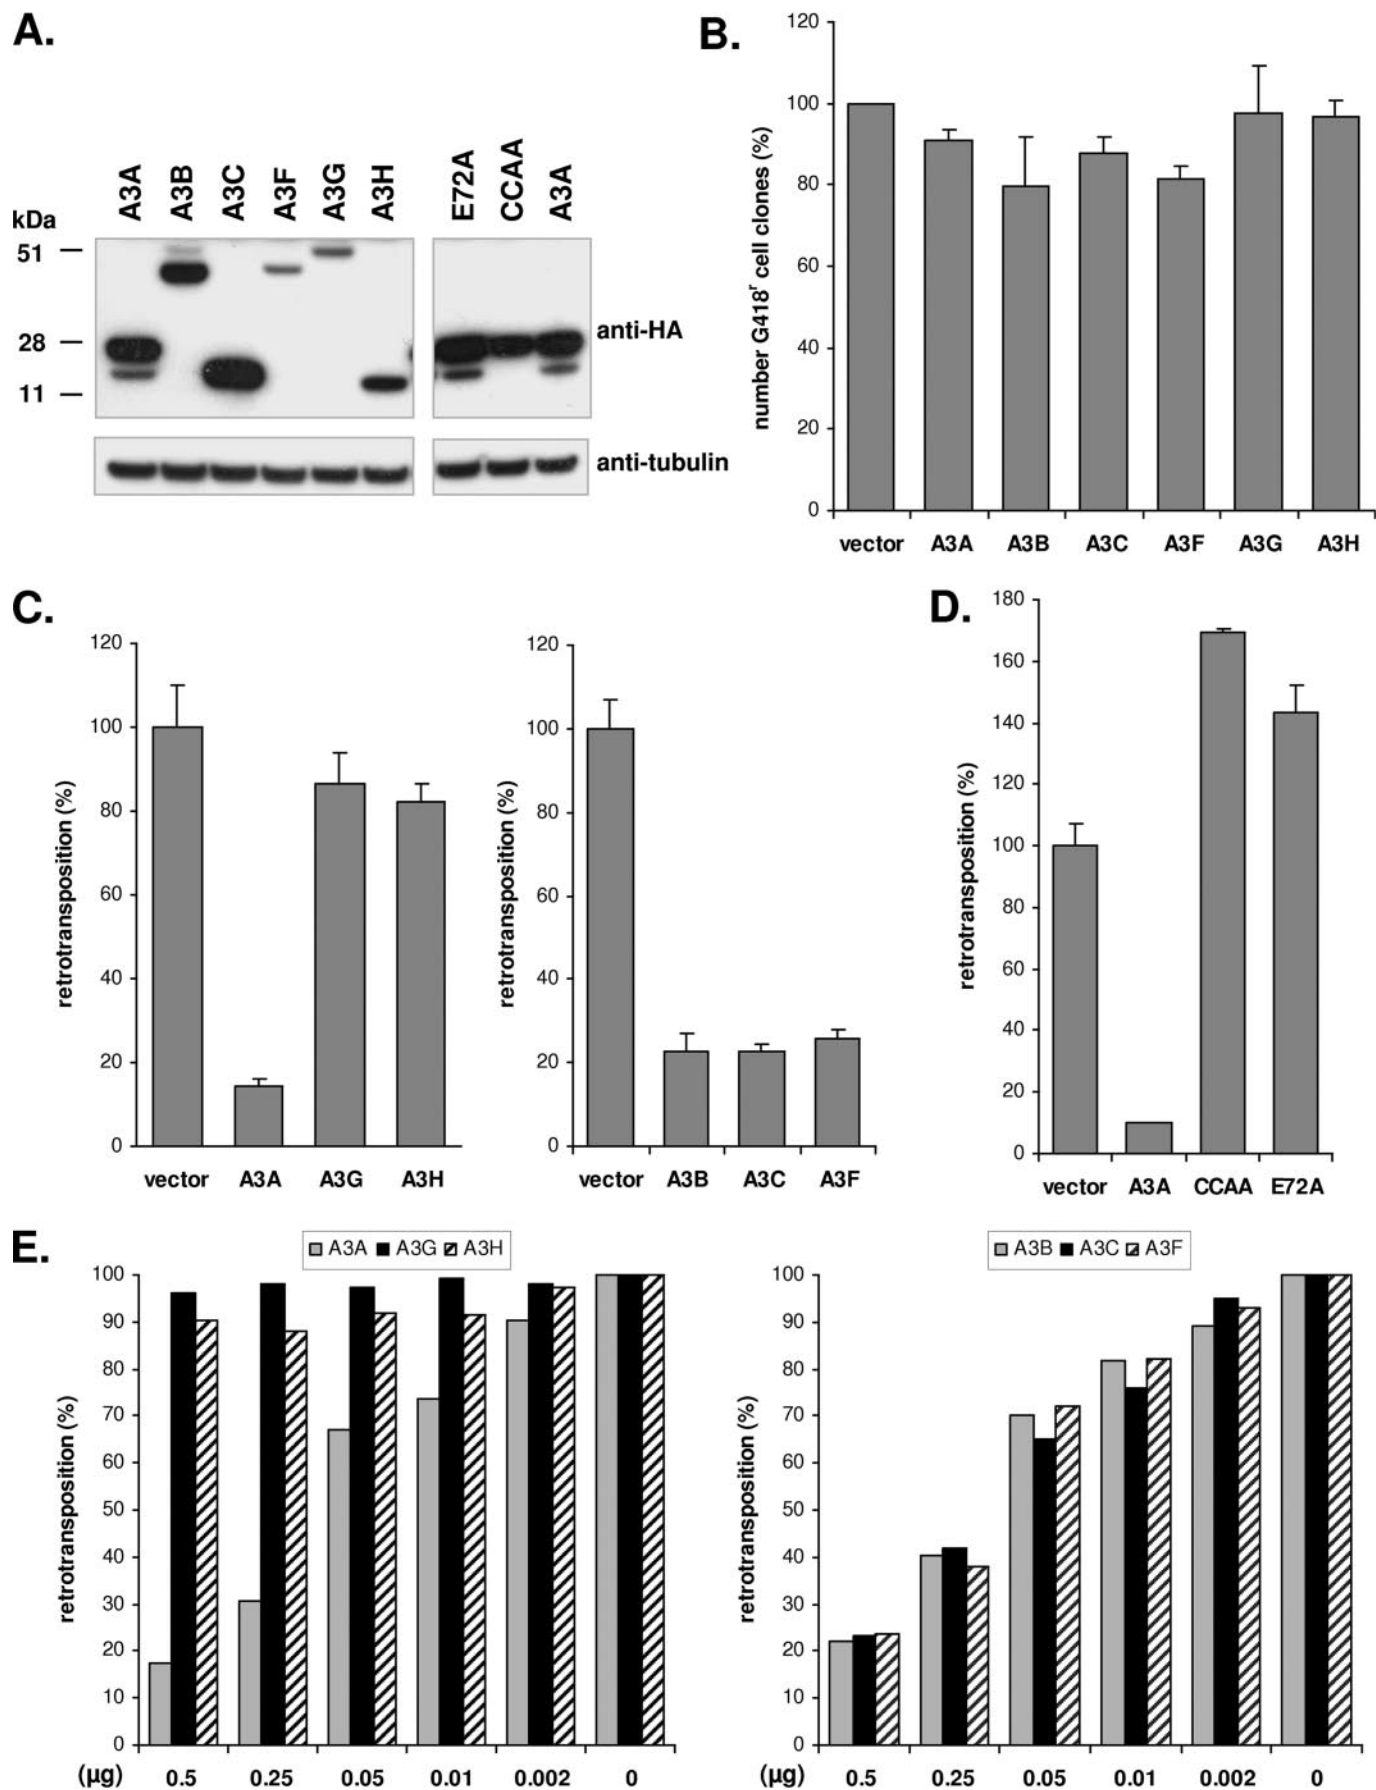 A.
A3A A3B A3C A3F A3G A3H E72A CCAA A3A
kDa
51
28
11
anti-HA
anti-tubulin
B.
number G418r cell clones (%)
120
100
80
60
40
20
0
vector A3A A3B A3C A3F A3G A3H
C.
retrotransposition (%)
120
100
80
60
40
20
0
vector A3A A3G A3H
retrotransposition (%)
120
100
80
60
40
20
0
vector A3B A3C A3F
D.
retrotransposition (%)
180
160
140
120
100
80
60
40
20
0
vector A3A CCAA E72A
E.
A3A A3G A3H
retrotransposition (%)
100
90
80
70
60
50
40
30
20
10
0
(µg) 0.5 0.25 0.05 0.01 0.002 0
A3B A3C A3F
retrotransposition (%)
100
90
80
70
60
50
40
30
20
10
0
(µg) 0.5 0.25 0.05 0.01 0.002 0